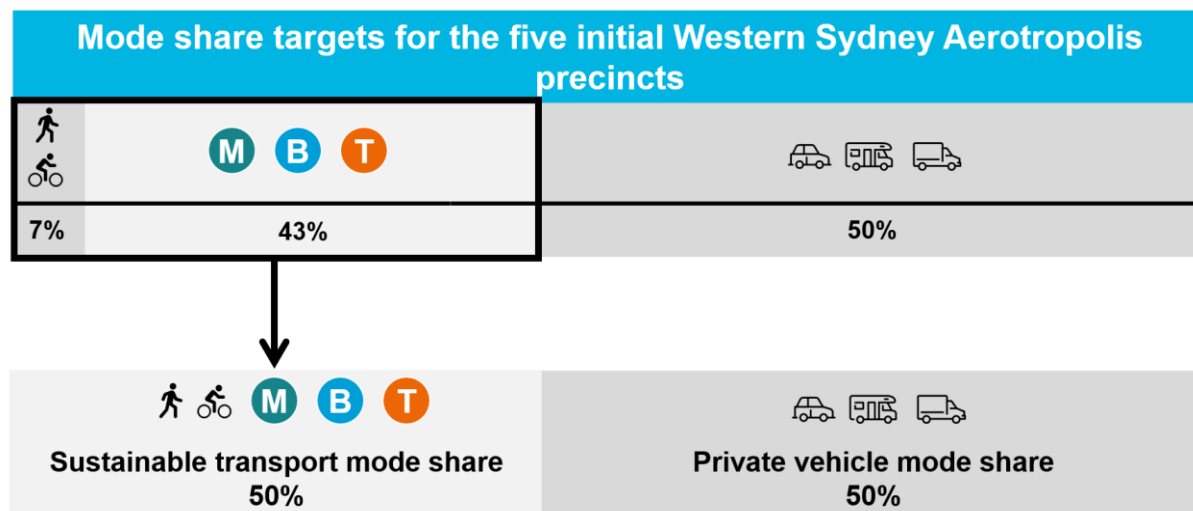 Mode share targets for the five initial Western Sydney Aerotropolis
precincts
M B T
7% 43% 50%
M B T
Sustainable transport mode share Private vehicle mode share
50% 50%